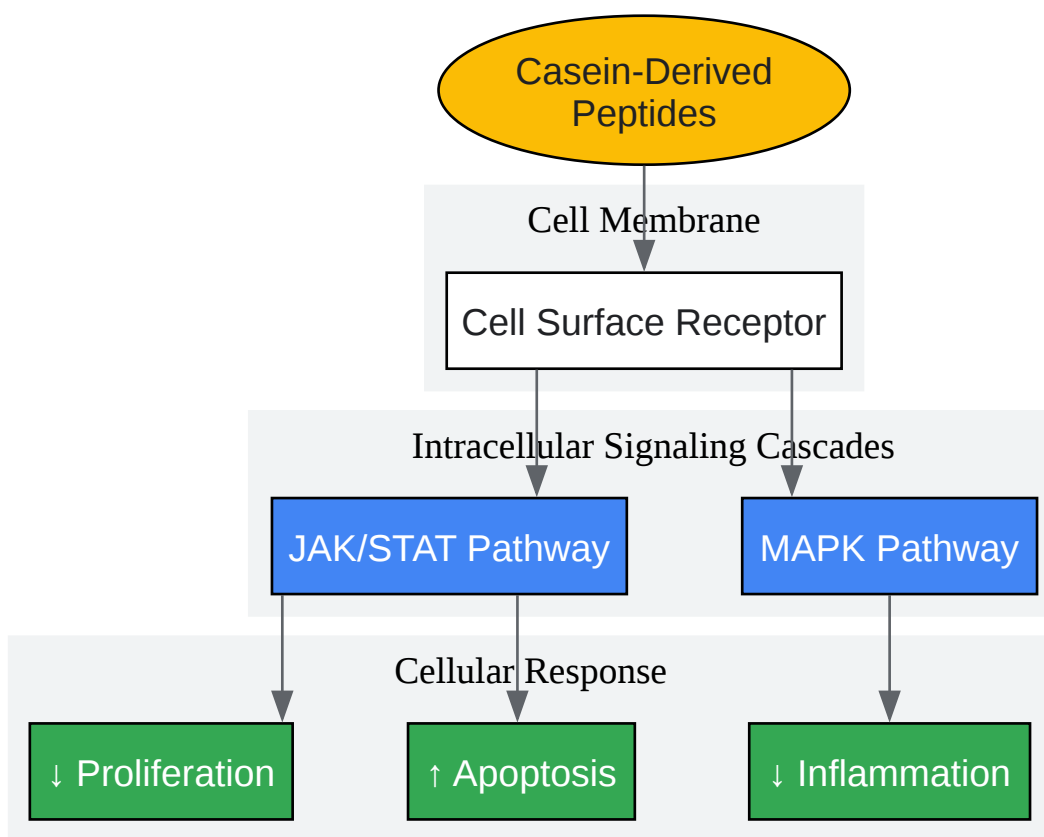 Casein-Derived
Peptides
Cell Membrane
Cell Surface Receptor
Intracellular Signaling Cascades
JAK/STAT Pathway
MAPK Pathway
Cellular Response
↓ Proliferation
↑ Apoptosis
↓ Inflammation